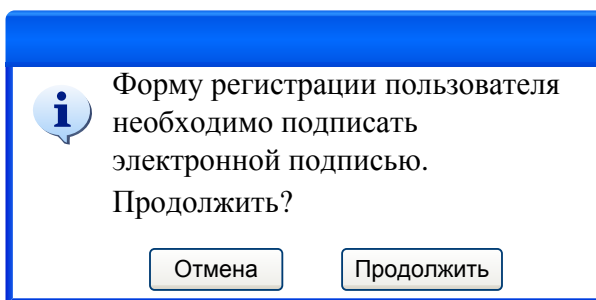 Форму регистрации пользователя
необходимо подписать
электронной подписью.
Продолжить?
Отмена Продолжить